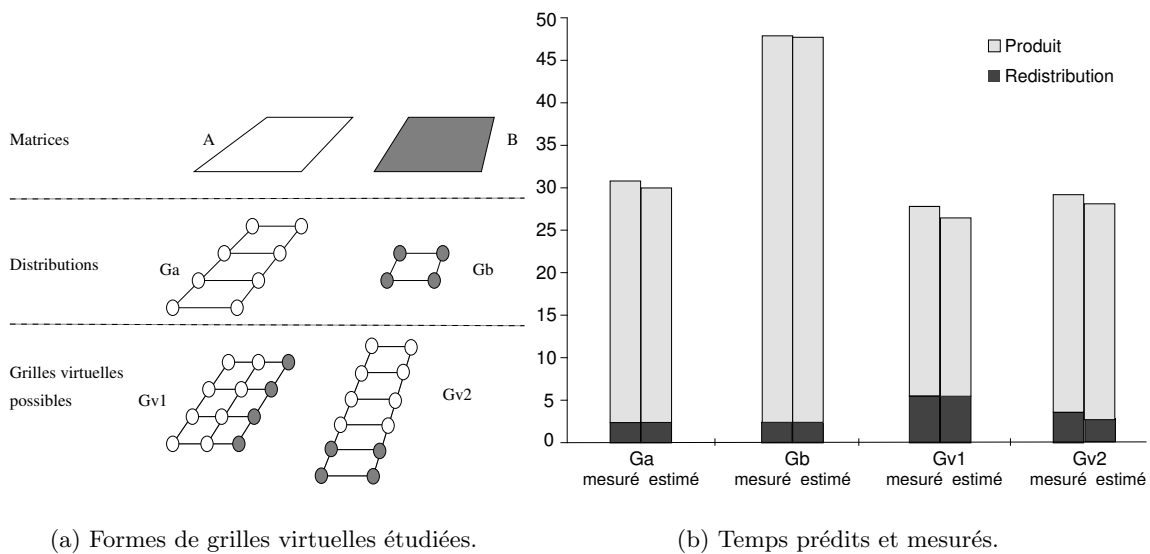 Matrices
A
B
Distributions
Ga
Gb
Grilles virtuelles
possibles
Gv1
Gv2
(a) Formes de grilles virtuelles étudiées.
50
45
40
35
30
25
20
15
10
5
0
Produit
Redistribution
Ga
mesuré estimé
Gb
mesuré estimé
Gv1
mesuré estimé
Gv2
mesuré estimé
(b) Temps prédits et mesurés.